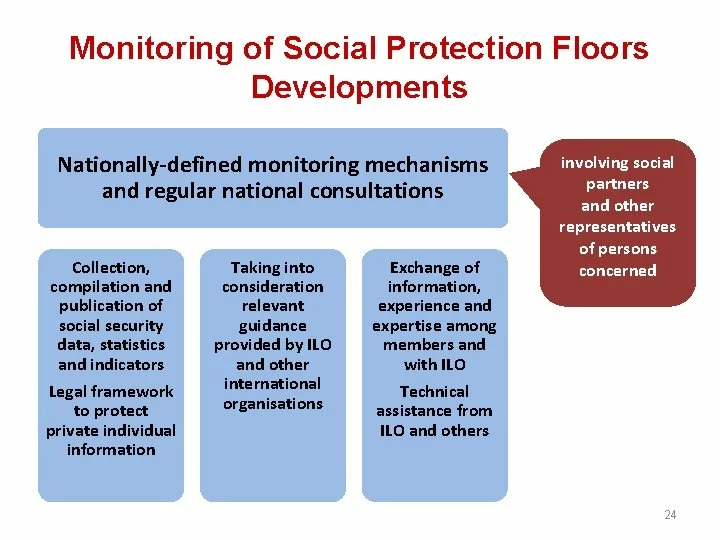 Monitoring of Social Protection Floors
Developments
Nationally-defined monitoring mechanisms
and regular national consultations
involving social
partners
and other
representatives
of persons
concerned
Collection,
compilation and
publication of
social security
data, statistics
and indicators
Legal framework
to protect
private individual
information
Taking into
consideration
relevant
guidance
provided by ILO
and other
international
organisations
Exchange of
information,
experience and
expertise among
members and
with ILO
Technical
assistance from
ILO and others
24